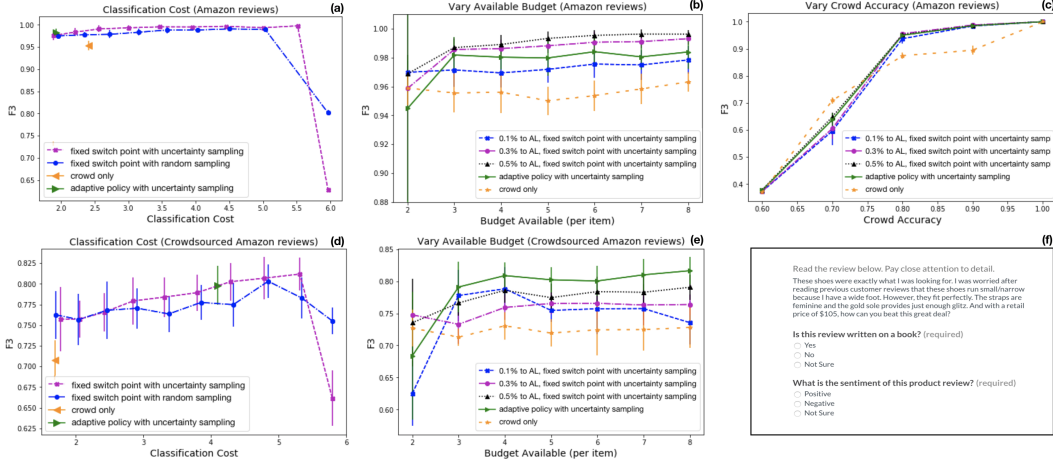 Classification Cost (Amazon reviews)
(a)
F3
1.00
0.95
0.90
0.85
0.80
0.75
0.70
0.65
fixed switch point with uncertainty sampling
fixed switch point with random sampling
crowd only
adaptive policy with uncertainty sampling
2.0 2.5 3.0 3.5 4.0 4.5 5.0 5.5 6.0
Classification Cost
Vary Available Budget (Amazon reviews)
(b)
F3
1.00
0.98
0.96
0.94
0.92
0.90
0.88
0.1% to AL, fixed switch point with uncertainty sampling
0.3% to AL, fixed switch point with uncertainty sampling
0.5% to AL, fixed switch point with uncertainty sampling
adaptive policy with uncertainty sampling
crowd only
2 3 4 5 6 7 8
Budget Available (per item)
Vary Crowd Accuracy (Amazon reviews)
(c)
F3
1.0
0.9
0.8
0.7
0.6
0.5
0.4
0.1% to AL, fixed switch point with uncertainty samp
0.3% to AL, fixed switch point with uncertainty samp
0.5% to AL, fixed switch point with uncertainty samp
adaptive policy with uncertainty sampling
crowd only
0.60 0.65 0.70 0.75 0.80 0.85 0.90 0.95 1.00
Crowd Accuracy
Classification Cost (Crowdsourced Amazon reviews)
(d)
F3
0.825
0.800
0.775
0.750
0.725
0.700
0.675
0.650
0.625
fixed switch point with uncertainty sampling
fixed switch point with random sampling
crowd only
adaptive policy with uncertainty sampling
2 3 4 5 6
Classification Cost
Vary Available Budget (Crowdsourced Amazon reviews)
(e)
F3
0.85
0.80
0.75
0.70
0.65
0.60
0.1% to AL, fixed switch point with uncertainty sampling
0.3% to AL, fixed switch point with uncertainty sampling
0.5% to AL, fixed switch point with uncertainty sampling
adaptive policy with uncertainty sampling
crowd only
2 3 4 5 6 7 8
Budget Available (per item)
(f)
Read the review below. Pay close attention to detail.
These shoes were exactly what I was looking for. I was worried after
reading previous customer reviews that these shoes run small/narrow
because I have a wide foot. However, they fit perfectly. The straps are
feminine and the gold sole provides just enough glitz. And with a retail
price of $105, how can you beat this great deal?
Is this review written on a book? (required)
Yes
No
Not Sure
What is the sentiment of this product review? (required)
Positive
Negative
Not Sure